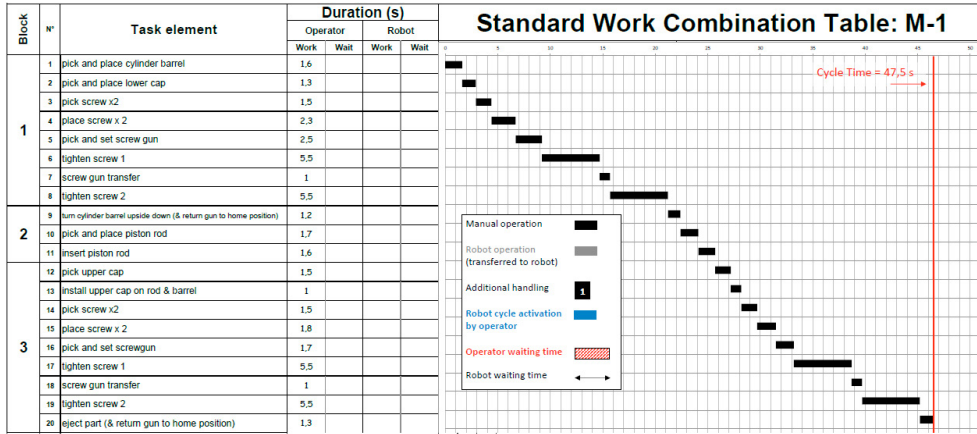 Block
N°
Task element
Duration (s)
Operator
Robot
Work Wait Work Wait
Standard Work Combination Table: M-1
0 5 10 15 20 25 30 35 40 45 50
Cycle Time = 47,5 s
1
1 pick and place cylinder barrel 1,6
2 pick and place lower cap 1,3
3 pick screw x2 1,5
4 place screw x 2 2,3
5 pick and set screw gun 2,5
6 tighten screw 1 5,5
7 screw gun transfer 1
8 tighten screw 2 5,5
2
9 turn cylinder barrel upside down (& return gun to home position) 1,2
10 pick and place piston rod 1,7
11 insert piston rod 1,6
3
12 pick upper cap 1,5
13 install upper cap on rod & barrel 1
14 pick screw x2 1,5
15 place screw x 2 1,8
16 pick and set screwgun 1,7
17 tighten screw 1 5,5
18 screw gun transfer 1
19 tighten screw 2 5,5
20 eject part (& return gun to home position) 1,3
Manual operation
Robot operation
(transferred to robot)
Additional handling 1
Robot cycle activation
by operator
Operator waiting time
Robot waiting time